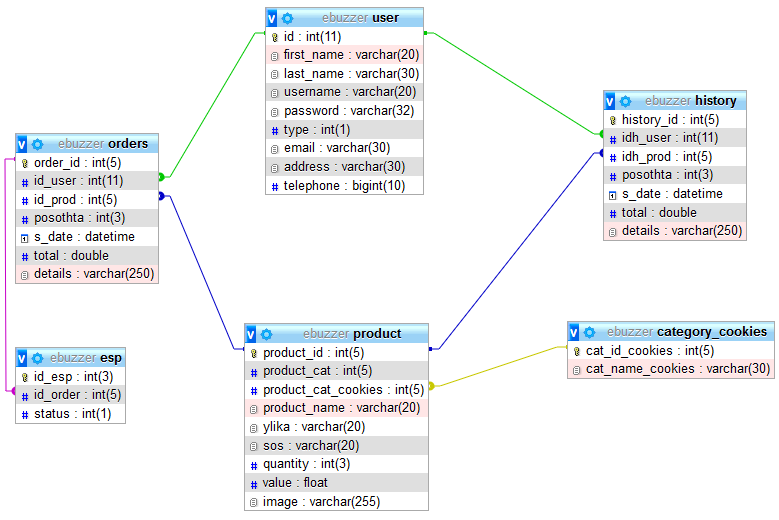 v ebuzzer user
id : int(11)
first_name : varchar(20)
last_name : varchar(30)
username : varchar(20)
password : varchar(32)
# type : int(1)
email : varchar(30)
address : varchar(30)
# telephone : bigint(10)
v ebuzzer history
history_id : int(5)
# idh_user : int(11)
# idh_prod : int(5)
# posothta : int(3)
s_date : datetime
# total : double
details : varchar(250)
v ebuzzer orders
order_id : int(5)
# id_user : int(11)
# id_prod : int(5)
# posothta : int(3)
s_date : datetime
# total : double
details : varchar(250)
v ebuzzer esp
id_esp : int(3)
# id_order : int(5)
# status : int(1)
v ebuzzer product
product_id : int(5)
# product_cat : int(5)
# product_cat_cookies : int(5)
product_name : varchar(20)
ylika : varchar(20)
sos : varchar(20)
# quantity : int(3)
# value : float
image : varchar(255)
v ebuzzer category_cookies
cat_id_cookies : int(5)
cat_name_cookies : varchar(30)